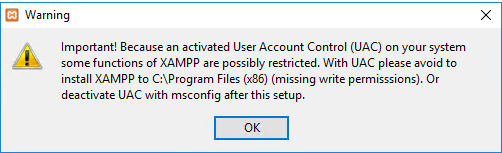 Warning
Important! Because an activated User Account Control (UAC) on your system
some functions of XAMPP are possibly restricted. With UAC please avoid to
install XAMPP to C:\Program Files (x86) (missing write permisssions). Or
deactivate UAC with msconfig after this setup.
OK